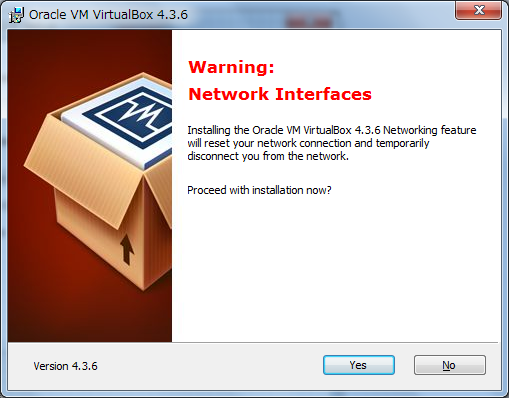 Oracle VM VirtualBox 4.3.6
Warning:
Network Interfaces
Installing the Oracle VM VirtualBox 4.3.6 Networking feature
will reset your network connection and temporarily
disconnect you from the network.
Proceed with installation now?
Version 4.3.6
Yes
No